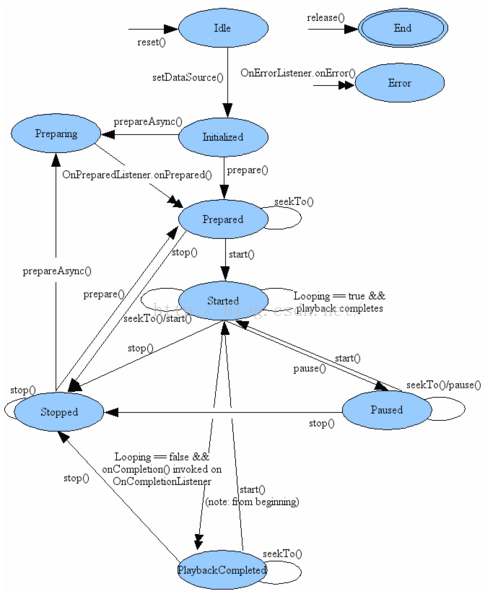 Idle
reset()
release()
End
OnErrorListener.onError()
Error
setDataSource()
Preparing
prepareAsync()
Initialized
OnPreparedListener.onPrepared()
prepare()
Prepared
seekTo()
stop()
start()
prepareAsync()
prepare()
Started
Looping == true &&
playback completes
seekTo()/start()
stop()
start()
pause()
stop()
Stopped
seekTo()/pause()
Paused
stop()
Looping == false &&
onCompletion() invoked on
OnCompletionListener
stop()
start()
(note: from beginning)
PlaybackCompleted
seekTo()